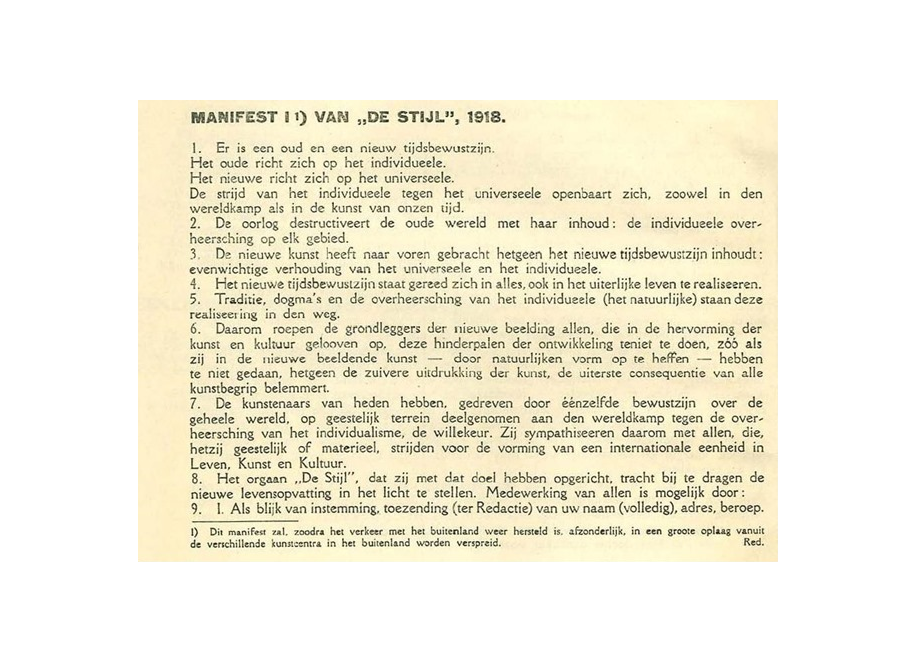 MANIFEST I 1) VAN „DE STIJL”, 1918.
1. Er is een oud en een nieuw tijdsbewustzijn.
Het oude richt zich op het individueele.
Het nieuwe richt zich op het universeele.
De strijd van het individueele tegen het universeele openbaart zich, zoowel in den
wereldkamp als in de kunst van onzen tijd.
2. De oorlog destructiveert de oude wereld met haar inhoud: de individueele over-
heersching op elk gebied.
3. De nieuwe kunst heeft naar voren gebracht hetgeen het nieuwe tijdsbewustzijn inhoudt:
evenwichtige verhouding van het universeele en het individueele.
4. Het nieuwe tijdsbewustzijn staat gereed zich in alles, ook in het uiterlijke leven te realiseeren.
5. Traditie, dogma's en de overheersching van het individueele (het natuurlijke) staan deze
realiseering in den weg.
6. Daarom roepen de grondleggers der nieuwe beelding allen, die in de hervorming der
kunst en kultuur gelooven op, deze hinderpalen der ontwikkeling teniet te doen, zóó als
zij in de nieuwe beeldende kunst — door natuurlijken vorm op te heffen — hebben
te niet gedaan, hetgeen de zuivere uitdrukking der kunst, de uiterste consequentie van alle
kunstbegrip belemmert.
7. De kunstenaars van heden hebben, gedreven door éénzelfde bewustzijn over de
geheele wereld, op geestelijk terrein deelgenomen aan den wereldkamp tegen de over-
heersching van het individualisme, de willekeur. Zij sympathiseeren daarom met allen, die,
hetzij geestelijk of materieel, strijden voor de vorming van een internationale eenheid in
Leven, Kunst en Kultuur.
8. Het orgaan „De Stijl”, dat zij met dat doel hebben opgericht, tracht bij te dragen de
nieuwe levensopvatting in het licht te stellen. Medewerking van allen is mogelijk door:
9. I. Als blijk van instemming, toezending (ter Redactie) van uw naam (volledig), adres, beroep.
1) Dit manifest zal, zoodra het verkeer met het buitenland weer hersteld is, afzonderlijk, in een groote oplaag vanuit
de verschillende kunstcentra in het buitenland worden verspreid. Red.